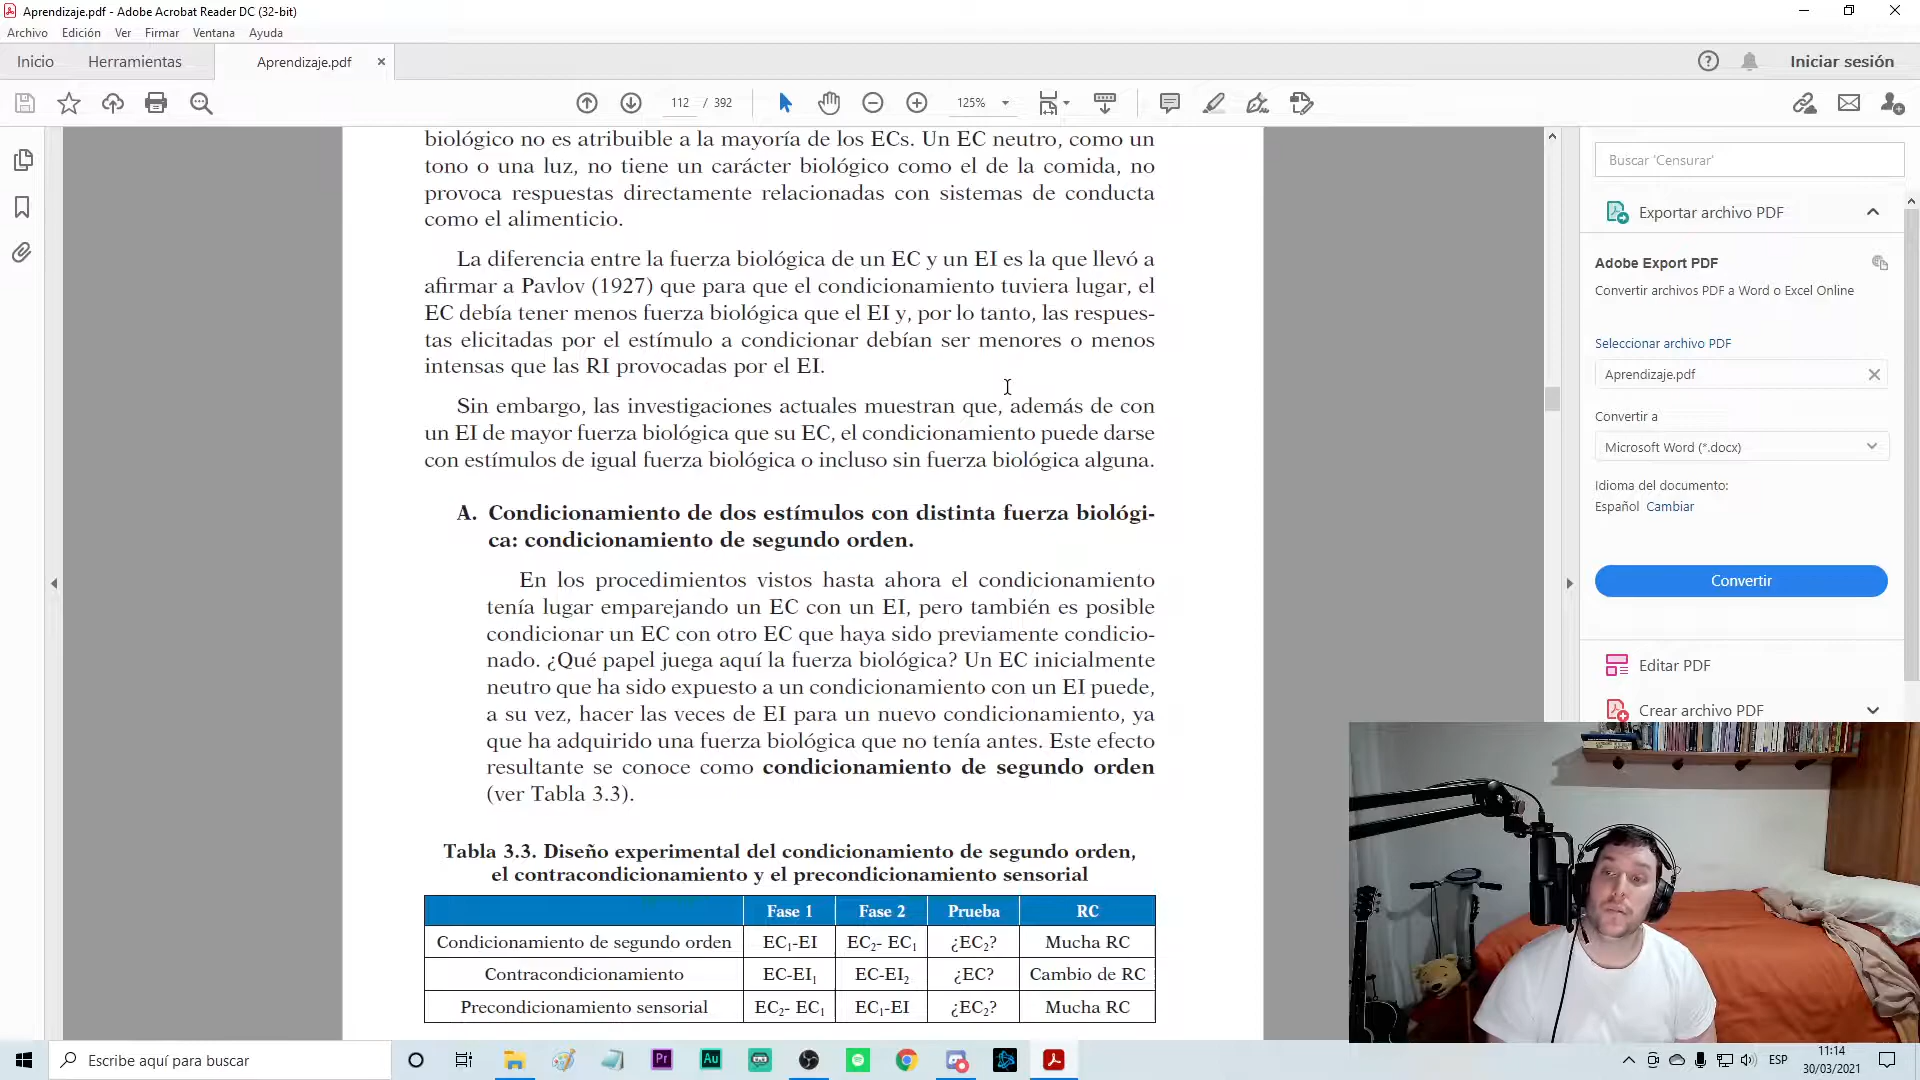 Aprendizaje.pdf - Adobe Acrobat Reader DC (32-bit)
Archivo Edición Ver Firmar Ventana Ayuda
Inicio Herramientas Aprendizaje.pdf Iniciar sesión
112 / 392 125%
biológico no es atribuible a la mayoría de los ECs. Un EC neutro, como un
tono o una luz, no tiene un carácter biológico como el de la comida, no
provoca respuestas directamente relacionadas con sistemas de conducta
como el alimenticio.
La diferencia entre la fuerza biológica de un EC y un EI es la que llevó a
afirmar a Pavlov (1927) que para que el condicionamiento tuviera lugar, el
EC debía tener menos fuerza biológica que el EI y, por lo tanto, las respues-
tas elicitadas por el estímulo a condicionar debían ser menores o menos
intensas que las RI provocadas por el EI.
Sin embargo, las investigaciones actuales muestran que, además de con
un EI de mayor fuerza biológica que su EC, el condicionamiento puede darse
con estímulos de igual fuerza biológica o incluso sin fuerza biológica alguna.
A. Condicionamiento de dos estímulos con distinta fuerza biológi-
ca: condicionamiento de segundo orden.
En los procedimientos vistos hasta ahora el condicionamiento
tenía lugar emparejando un EC con un EI, pero también es posible
condicionar un EC con otro EC que haya sido previamente condicio-
nado. ¿Qué papel juega aquí la fuerza biológica? Un EC inicialmente
neutro que ha sido expuesto a un condicionamiento con un EI puede,
a su vez, hacer las veces de EI para un nuevo condicionamiento, ya
que ha adquirido una fuerza biológica que no tenía antes. Este efecto
resultante se conoce como condicionamiento de segundo orden
(ver Tabla 3.3).
Tabla 3.3. Diseño experimental del condicionamiento de segundo orden,
el contracondicionamiento y el precondicionamiento sensorial
Fase 1 Fase 2 Prueba RC
Condicionamiento de segundo orden EC₁-EI EC₂- EC₁ ¿EC₂? Mucha RC
Contracondicionamiento EC-EI₁ EC-EI₂ ¿EC? Cambio de RC
Precondicionamiento sensorial EC₂- EC₁ EC₁-EI ¿EC₂? Mucha RC
Buscar 'Censurar'
Exportar archivo PDF
Adobe Export PDF
Convertir archivos PDF a Word o Excel Online
Seleccionar archivo PDF
Aprendizaje.pdf
Convertir a
Microsoft Word (*.docx)
Idioma del documento:
Español Cambiar
Convertir
Editar PDF
Crear archivo PDF
Escribe aquí para buscar
Pr Au
ESP
11:14
30/03/2021